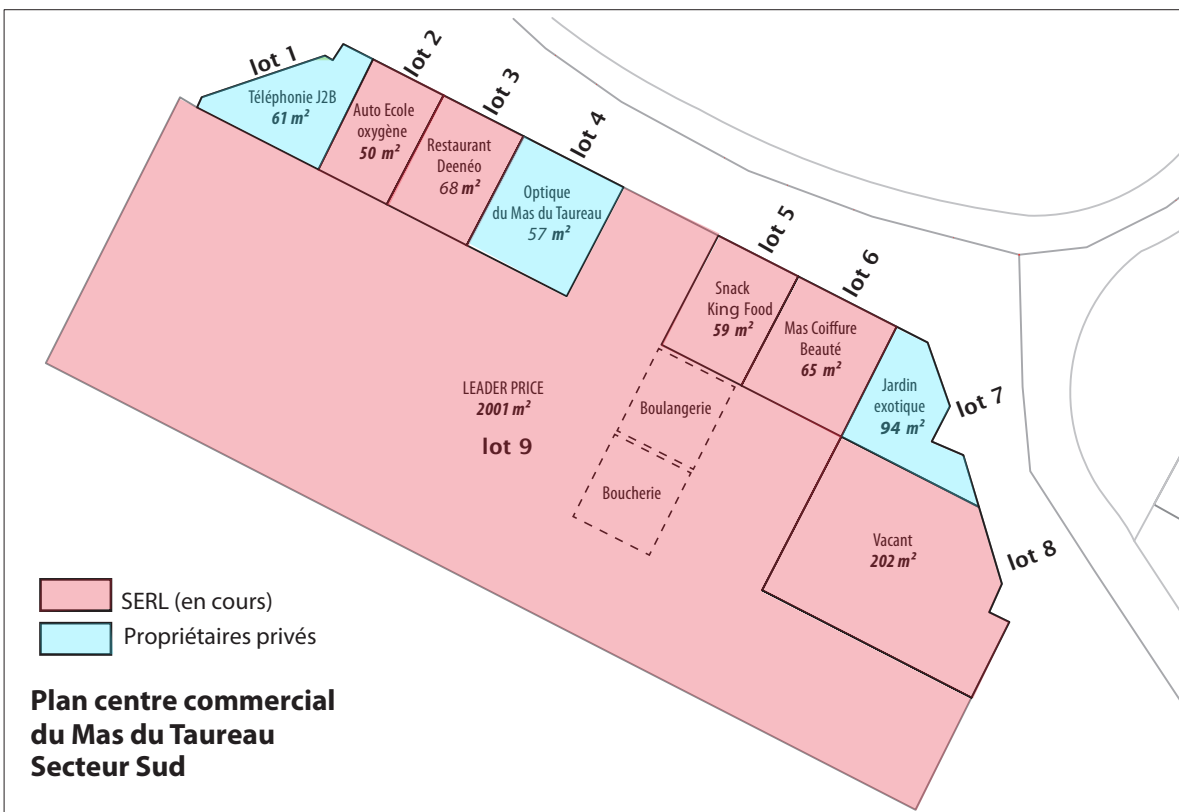 lot 1
lot 2
lot 3
lot 4
lot 5
lot 6
lot 7
lot 8
Téléphonie J2B
61 m²
Auto Ecole
oxygène
50 m²
Restaurant
Deenéo
68 m²
Optique
du Mas du Taureau
57 m²
Snack
King Food
59 m²
Mas Coiffure
Beauté
65 m²
Jardin
exotique
94 m²
LEADER PRICE
2001 m²
lot 9
Boulangerie
Boucherie
Vacant
202 m²
SERL (en cours)
Propriétaires privés
Plan centre commercial
du Mas du Taureau
Secteur Sud